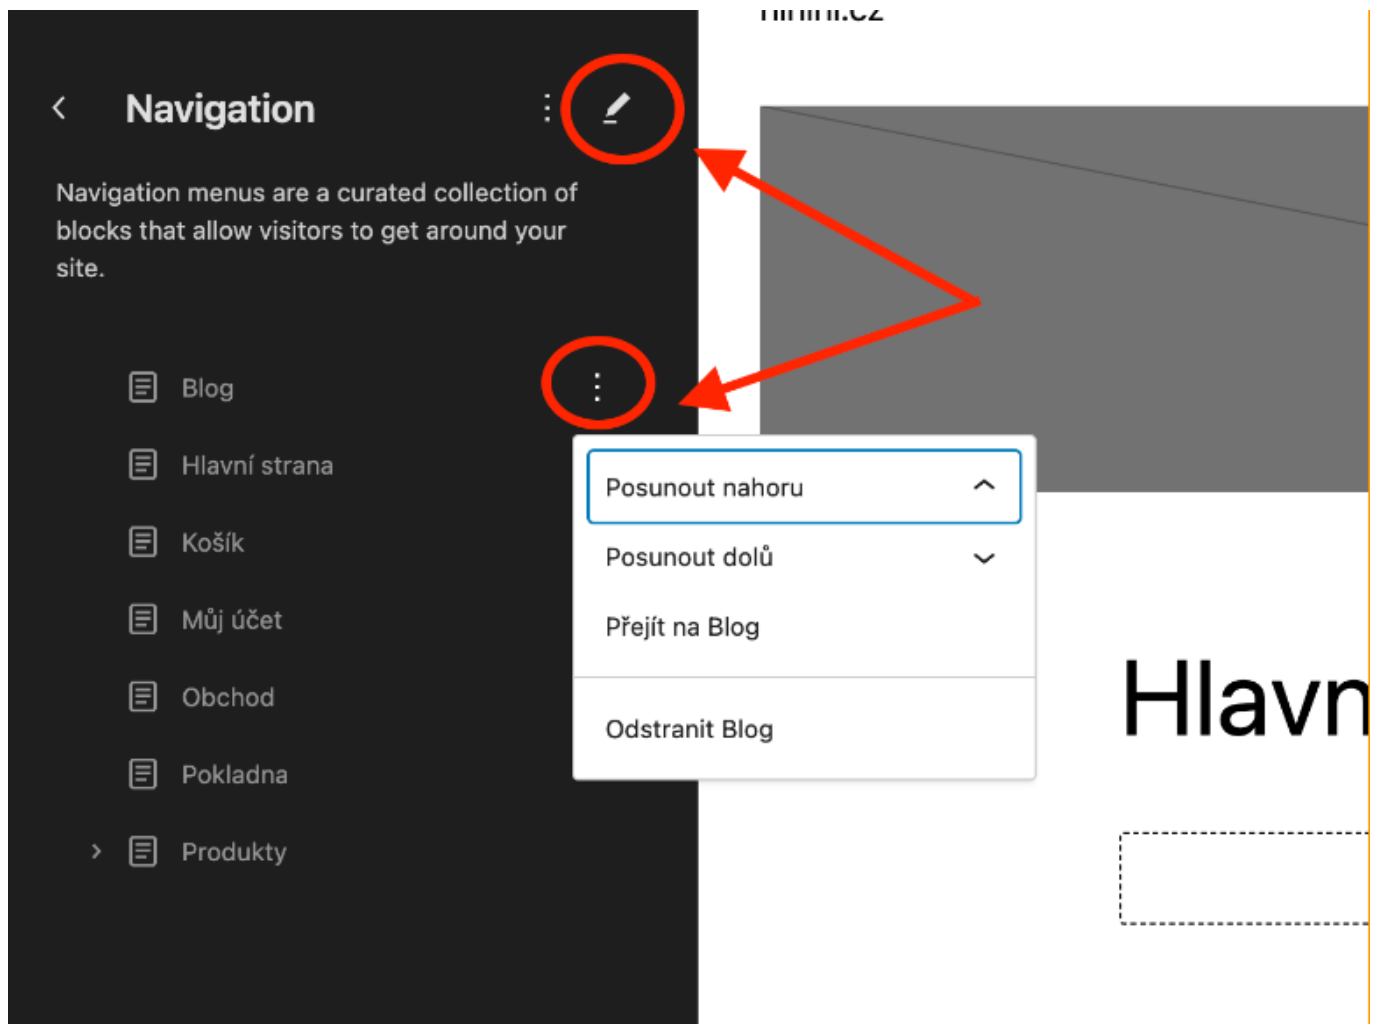 Navigation
Navigation menus are a curated collection of
blocks that allow visitors to get around your
site.
Blog
Hlavní strana
Košík
Můj účet
Obchod
Pokladna
Produkty
Posunout nahoru
Posunout dolů
Přejít na Blog
Odstranit Blog
Hlavn